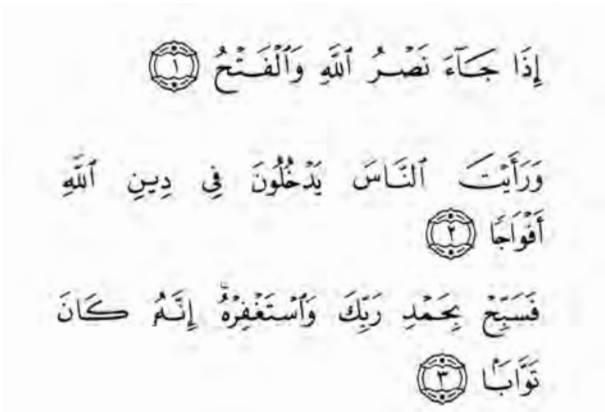 إِذَا جَآءَ نَصۡرُ ٱللَّهِ وَٱلۡفَتۡحُ ١
وَرَأَيۡتَ ٱلنَّاسَ يَدۡخُلُونَ فِي دِينِ ٱللَّهِ
أَفۡوَاجٗا ٢
فَسَبِّحۡ بِحَمۡدِ رَبِّكَ وَٱسۡتَغۡفِرۡهُۚ إِنَّهُۥ كَانَ
تَوَّابَۢا ٣